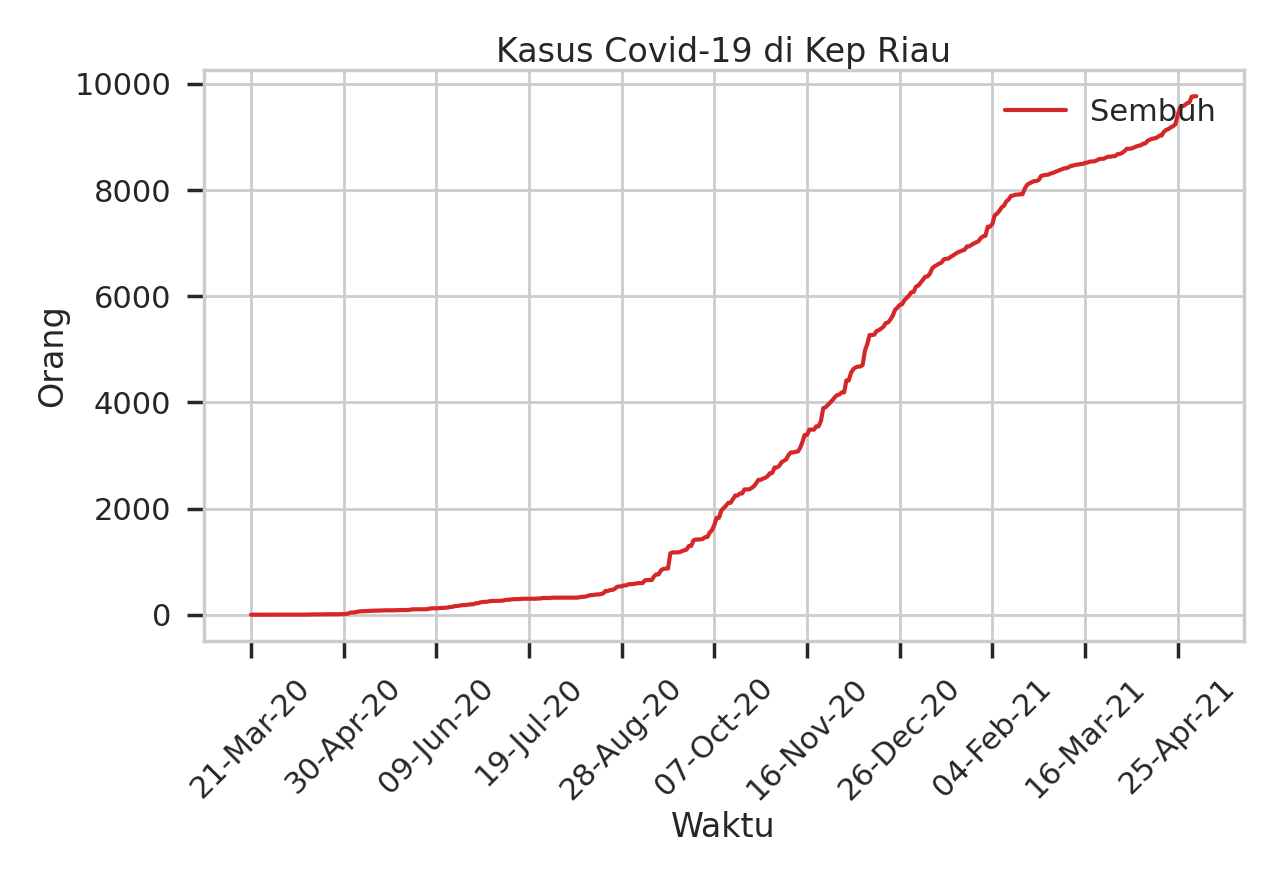 Kasus Covid-19 di Kep Riau
10000
8000
6000
4000
2000
0
Orang
Sembuh
21-Mar-20
30-Apr-20
09-Jun-20
19-Jul-20
28-Aug-20
07-Oct-20
16-Nov-20
26-Dec-20
04-Feb-21
16-Mar-21
25-Apr-21
Waktu